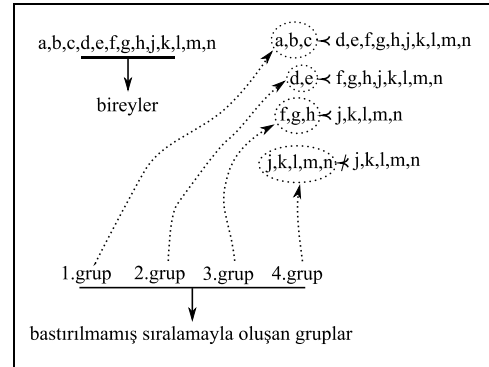 a,b,c,d,e,f,g,h,j,k,l,m,n
bireyler
a,b,c ≺ d,e,f,g,h,j,k,l,m,n
d,e ≺ f,g,h,j,k,l,m,n
f,g,h ≺ j,k,l,m,n
j,k,l,m,n ⊀ j,k,l,m,n
1.grup 2.grup 3.grup 4.grup
bastırılmamış sıralamayla oluşan gruplar